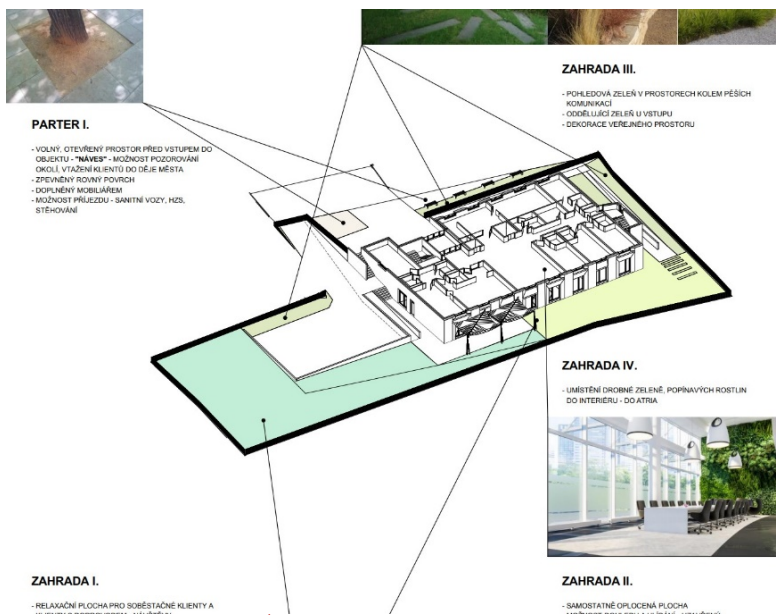 PARTER I.
- VOLNÝ, OTEVŘENÝ PROSTOR PŘED VSTUPEM DO
OBJEKTU - "NÁVES" - MOŽNOST POZOROVÁNÍ
OKOLÍ, VTAŽENÍ KLIENTŮ DO DĚJE MĚSTA
- ZPEVNĚNÝ ROVNÝ POVRCH
- DOPLNĚNÝ MOBILIÁŘEM
- MOŽNOST PŘÍJEZDU - SANITNÍ VOZY, HZS,
STĚHOVÁNÍ
ZAHRADA III.
- POHLEDOVÁ ZELEŇ V PROSTORECH KOLEM PĚŠÍCH
KOMUNIKACÍ
- ODDĚLUJÍCÍ ZELEŇ U VSTUPU
- DEKORACE VEŘEJNÉHO PROSTORU
ZAHRADA IV.
- UMÍSTĚNÍ DROBNÉ ZELENĚ, POPÍNAVÝCH ROSTLIN
DO INTERIÉRU - DO ATRIA
ZAHRADA I.
- RELAXAČNÍ PLOCHA PRO SOBĚSTAČNÉ KLIENTY A
ZAHRADA II.
- SAMOSTATNĚ OPLOCENÁ PLOCHA